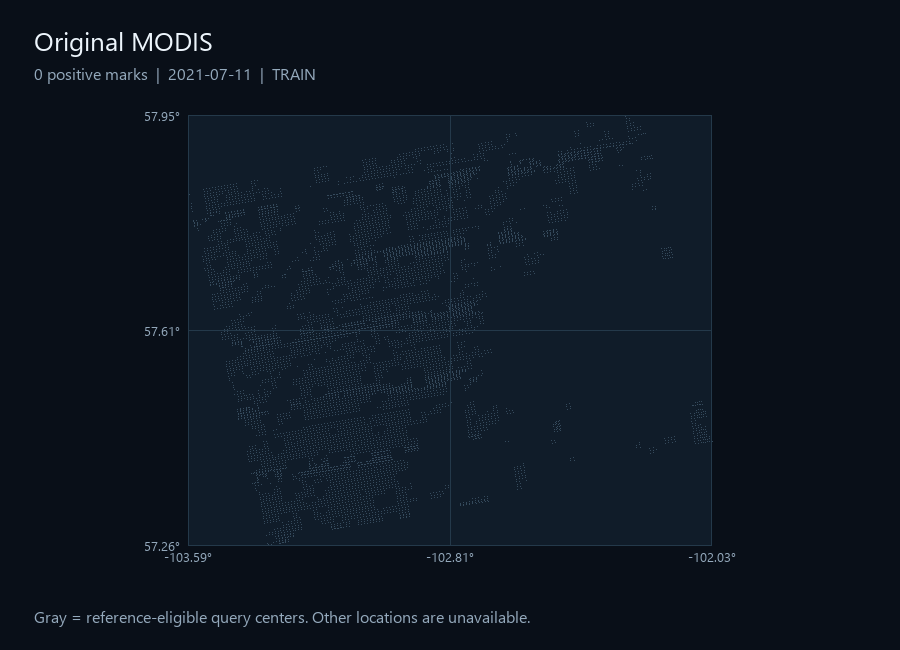 Original MODIS
0 positive marks | 2021-07-11 | TRAIN
57.95°
57.61°
57.26°
-103.59°
-102.81°
-102.03°
Gray = reference-eligible query centers. Other locations are unavailable.